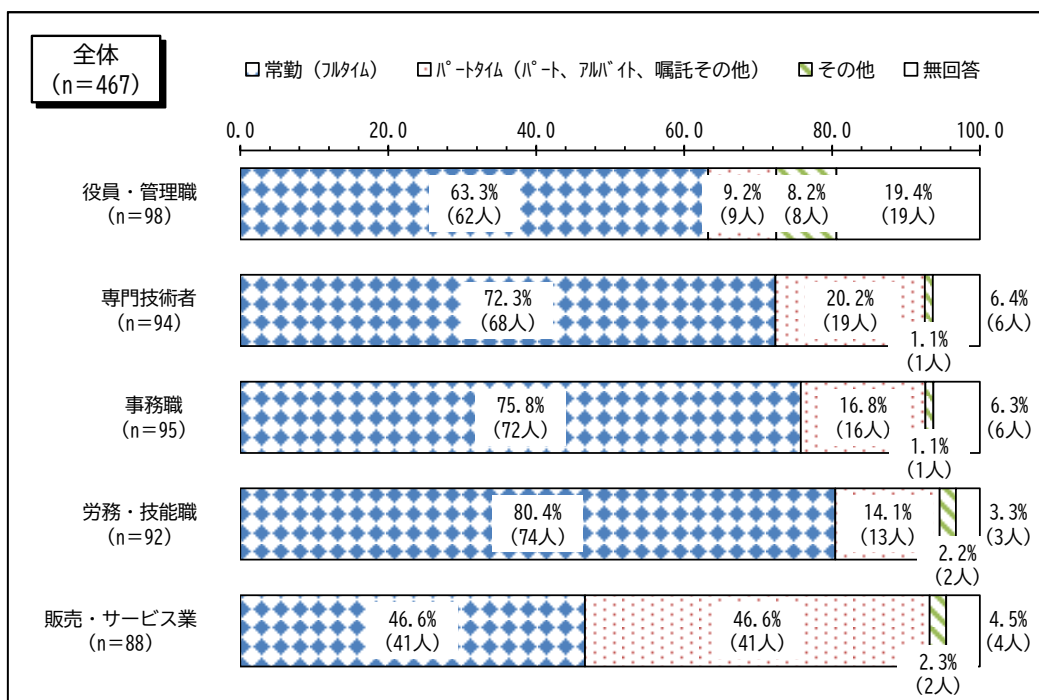 全体
(n=467)
常勤（ﾌﾙﾀｲﾑ） ﾊﾟｰﾄﾀｲﾑ（ﾊﾟｰﾄ、ｱﾙﾊﾞｲﾄ、嘱託その他） その他 無回答
0.0 20.0 40.0 60.0 80.0 100.0
役員・管理職
(n=98)
63.3%
(62人)
9.2%
(9人)
8.2%
(8人)
19.4%
(19人)
専門技術者
(n=94)
72.3%
(68人)
20.2%
(19人)
1.1%
(1人)
6.4%
(6人)
事務職
(n=95)
75.8%
(72人)
16.8%
(16人)
1.1%
(1人)
6.3%
(6人)
労務・技能職
(n=92)
80.4%
(74人)
14.1%
(13人)
2.2%
(2人)
3.3%
(3人)
販売・サービス業
(n=88)
46.6%
(41人)
46.6%
(41人)
2.3%
(2人)
4.5%
(4人)